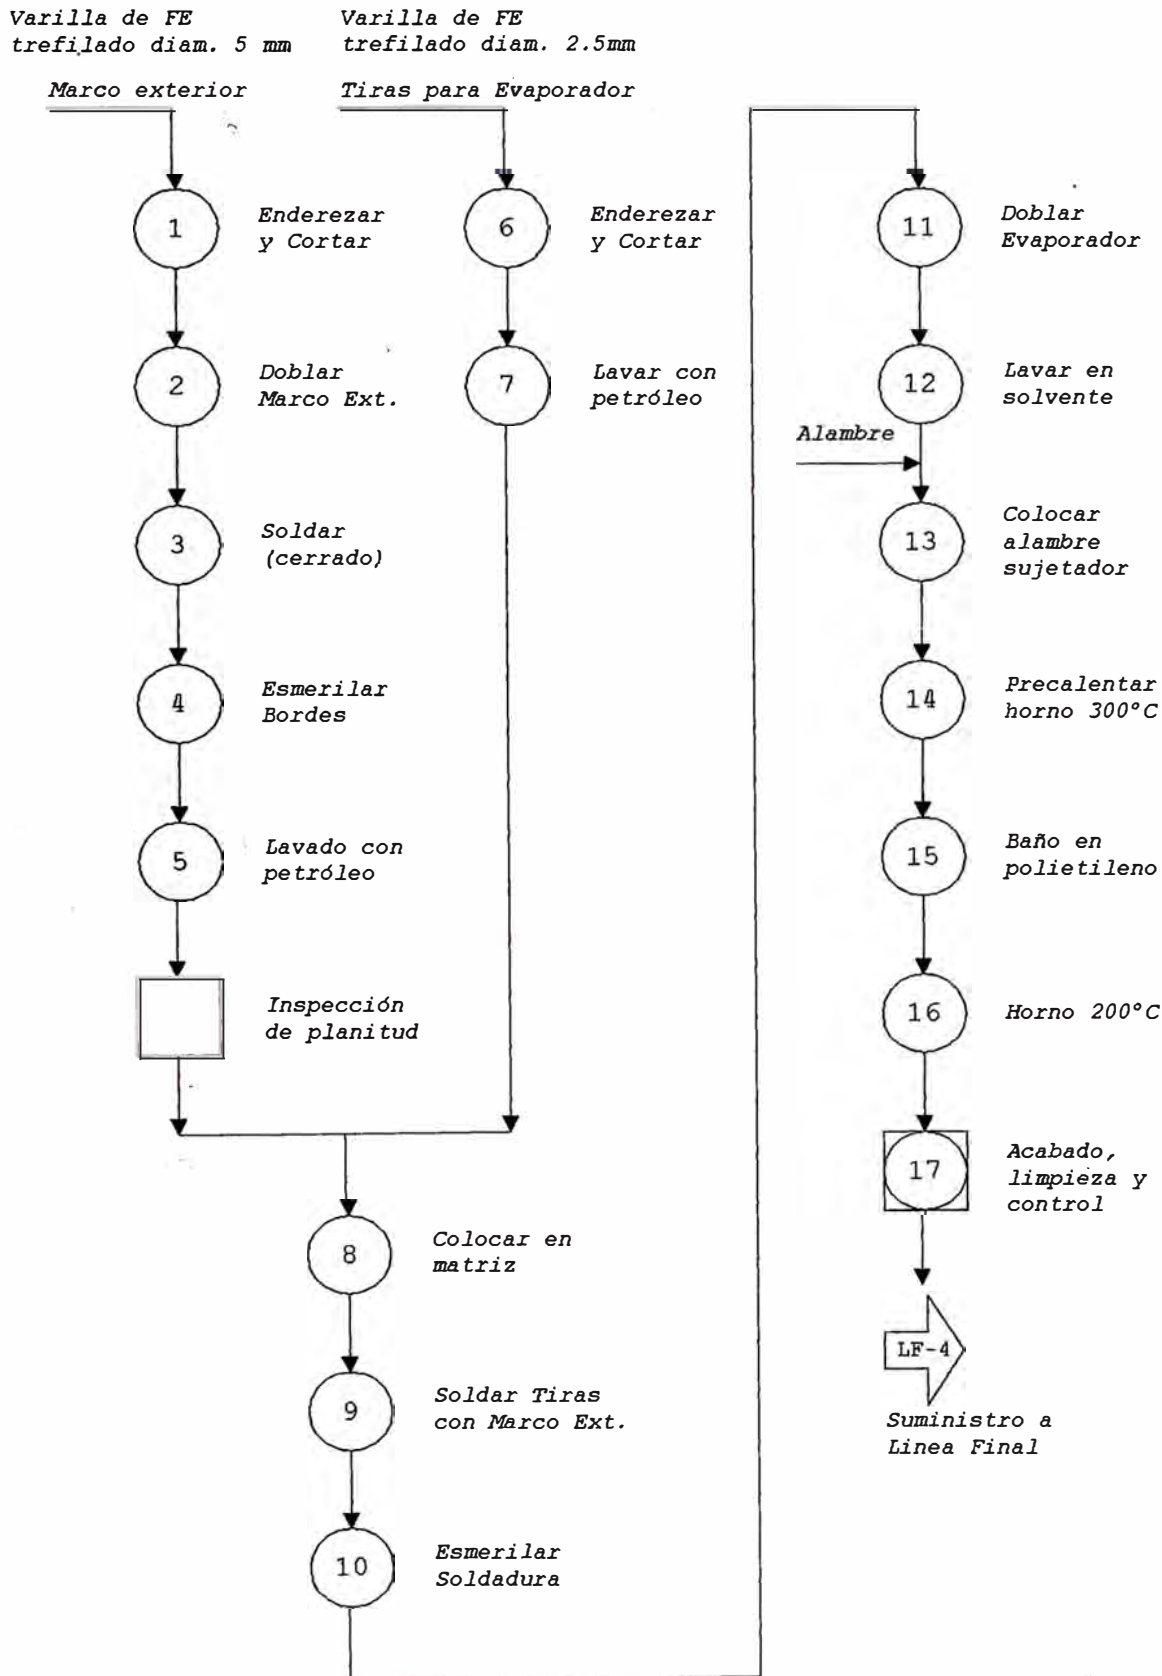 Varilla de FE
trefilado diam. 5 mm
Marco exterior
Varilla de FE
trefilado diam. 2.5mm
Tiras para Evaporador
1
Enderezar
y Cortar
2
Doblar
Marco Ext.
3
Soldar
(cerrado)
4
Esmerilar
Bordes
5
Lavado con
petróleo
Inspección
de planitud
6
Enderezar
y Cortar
7
Lavar con
petróleo
8
Colocar en
matriz
9
Soldar Tiras
con Marco Ext.
10
Esmerilar
Soldadura
11
Doblar
Evaporador
12
Lavar en
solvente
Alambre
13
Colocar
alambre
sujetador
14
Precalentar
horno 300°C
15
Baño en
polietileno
16
Horno 200°C
17
Acabado,
limpieza y
control
LF-4
Suministro a
Linea Final